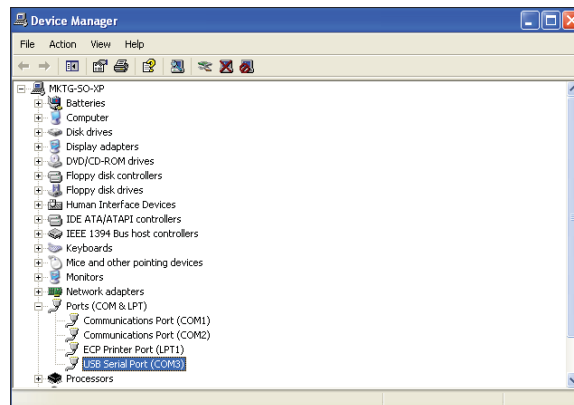 Device Manager
File Action View Help
MKTG-SO-XP
Batteries
Computer
Disk drives
Display adapters
DVD/CD-ROM drives
Floppy disk controllers
Floppy disk drives
Human Interface Devices
IDE ATA/ATAPI controllers
IEEE 1394 Bus host controllers
Keyboards
Mice and other pointing devices
Monitors
Network adapters
Ports (COM & LPT)
Communications Port (COM1)
Communications Port (COM2)
ECP Printer Port (LPT1)
USB Serial Port (COM3)
Processors